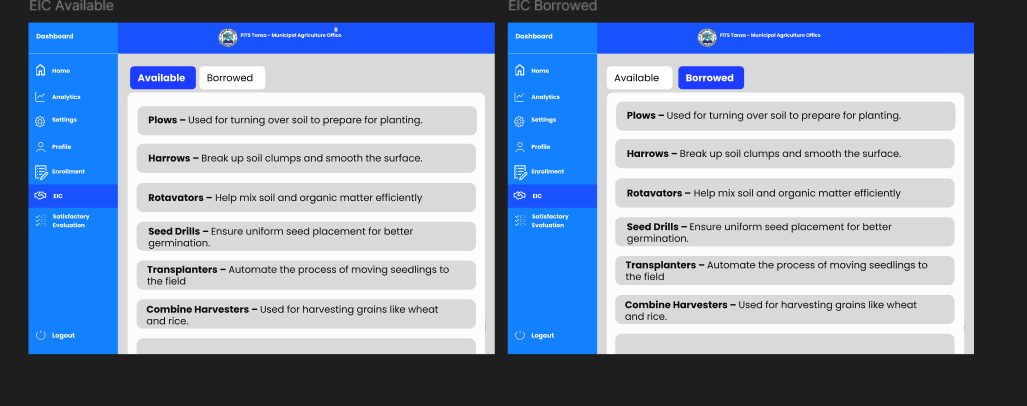 EIC Available
Dashboard
FITS Tanza - Municipal Agriculture Office
Home
Analytics
Settings
Profile
Enrollment
EIC
Satisfactory
Evaluation
Logout
Available
Borrowed
Plows – Used for turning over soil to prepare for planting.
Harrows – Break up soil clumps and smooth the surface.
Rotavators – Help mix soil and organic matter efficiently
Seed Drills – Ensure uniform seed placement for better
germination.
Transplanters – Automate the process of moving seedlings to
the field
Combine Harvesters – Used for harvesting grains like wheat
and rice.
EIC Borrowed
Dashboard
FITS Tanza - Municipal Agriculture Office
Home
Analytics
Settings
Profile
Enrollment
EIC
Satisfactory
Evaluation
Logout
Available
Borrowed
Plows – Used for turning over soil to prepare for planting.
Harrows – Break up soil clumps and smooth the surface.
Rotavators – Help mix soil and organic matter efficiently
Seed Drills – Ensure uniform seed placement for better
germination.
Transplanters – Automate the process of moving seedlings to
the field
Combine Harvesters – Used for harvesting grains like wheat
and rice.